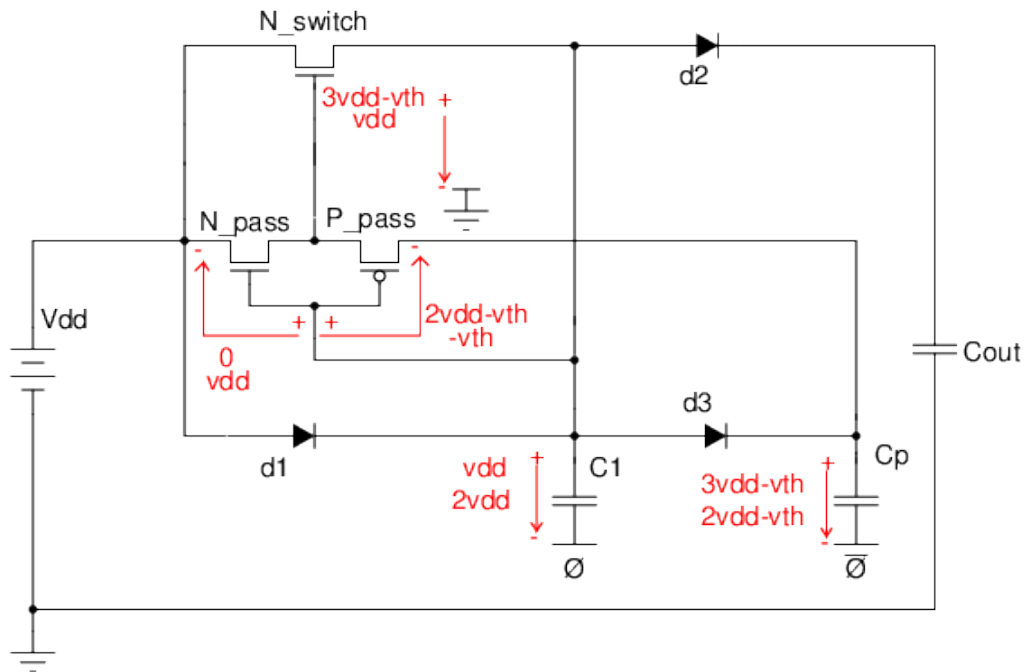 N_switch
d2
3vdd-vth +
vdd
-
N_pass
P_pass
-
-
Vdd
+ +
2vdd-vth
-vth
0
vdd
Cout
d3
d1
C1
Cp
+
vdd
2vdd
-
+
3vdd-vth
2vdd-vth
-
Ø
Ø̅